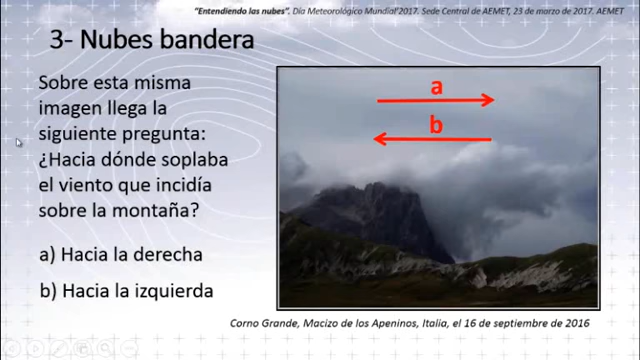 "Entendiendo las nubes". Día Meteorológico Mundial'2017. Sede Central de AEMET, 23 de marzo de 2017. AEMET
3- Nubes bandera
Sobre esta misma
imagen llega la
siguiente pregunta:
¿Hacia dónde soplaba
el viento que incidía
sobre la montaña?
a) Hacia la derecha
b) Hacia la izquierda
a
b
Corno Grande, Macizo de los Apeninos, Italia, el 16 de septiembre de 2016